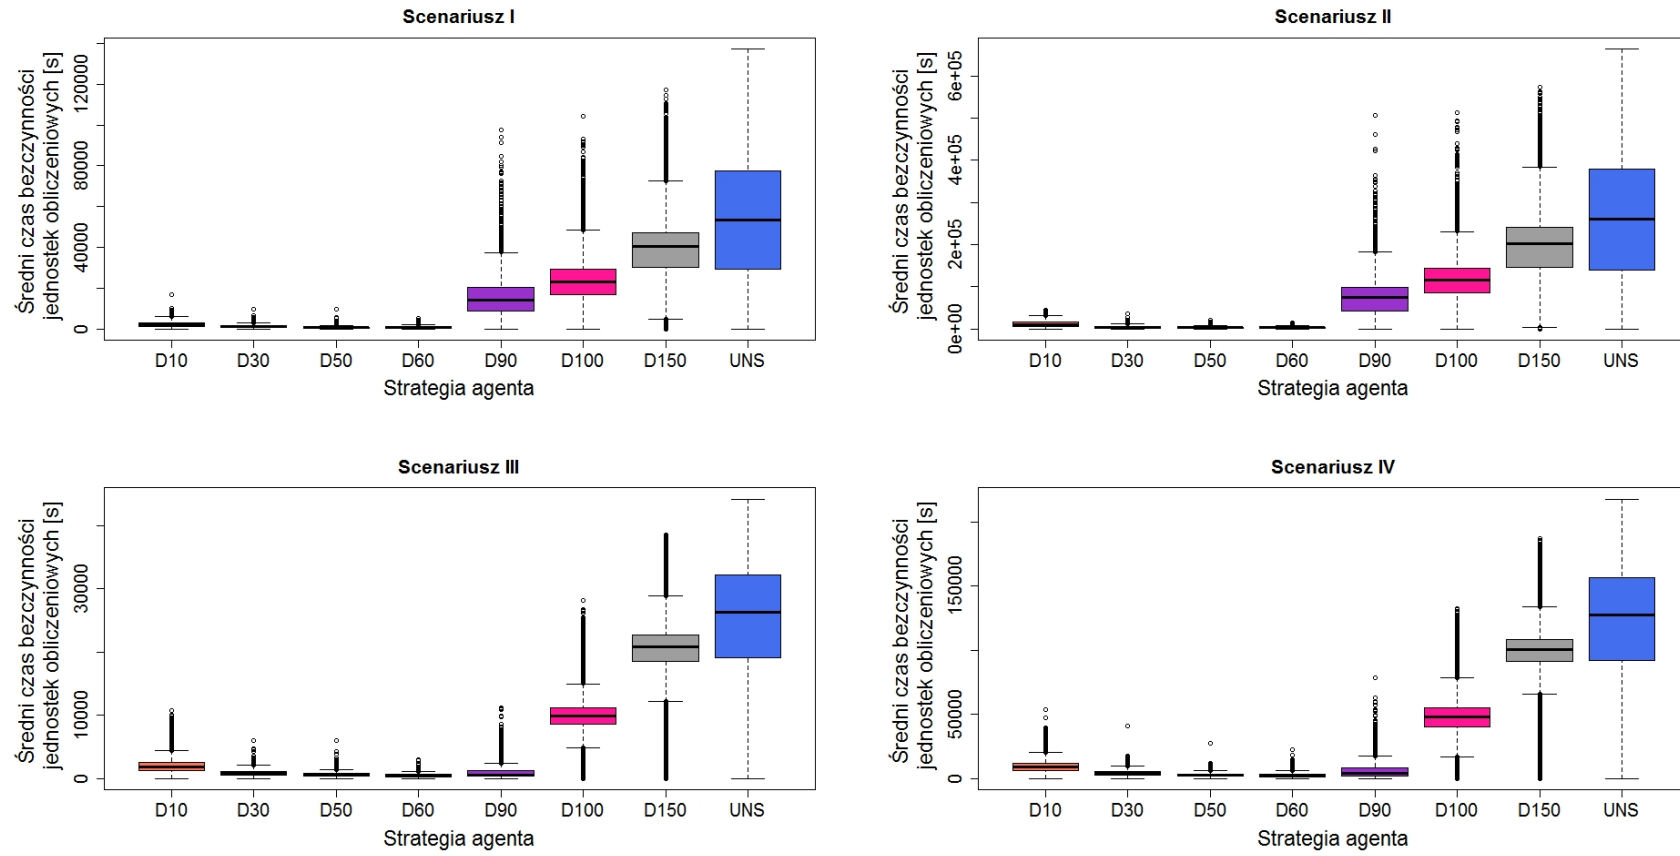 Scenariusz I
Średni czas bezczynności
jednostek obliczeniowych [s]
120000
80000
40000
0
D10 D30 D50 D60 D90 D100 D150 UNS
Strategia agenta
Scenariusz II
Średni czas bezczynności
jednostek obliczeniowych [s]
6e+05
4e+05
2e+05
0e+00
D10 D30 D50 D60 D90 D100 D150 UNS
Strategia agenta
Scenariusz III
Średni czas bezczynności
jednostek obliczeniowych [s]
30000
10000
0
D10 D30 D50 D60 D90 D100 D150 UNS
Strategia agenta
Scenariusz IV
Średni czas bezczynności
jednostek obliczeniowych [s]
150000
50000
0
D10 D30 D50 D60 D90 D100 D150 UNS
Strategia agenta